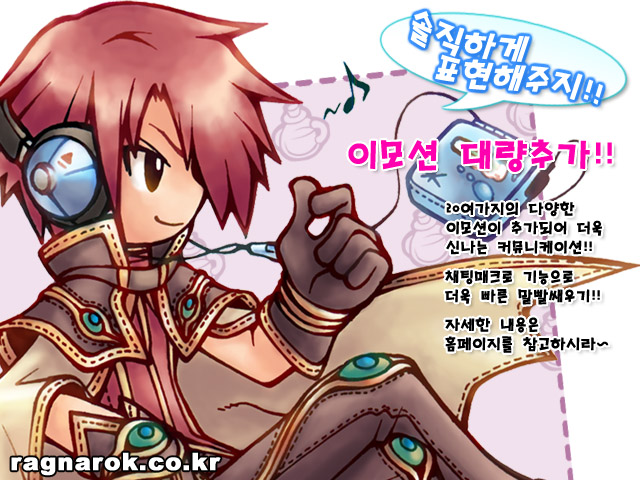 솔직하게
표현해주지!!
이모션 대량추가!!
20여가지의 다양한
이모션이 추가되어 더욱
신나는 커뮤니케이션!!
채팅매크로 기능으로
더욱 빠른 말빨싸우기!!
자세한 내용은
홈페이지를 참고하시라~
ragnarok.co.kr